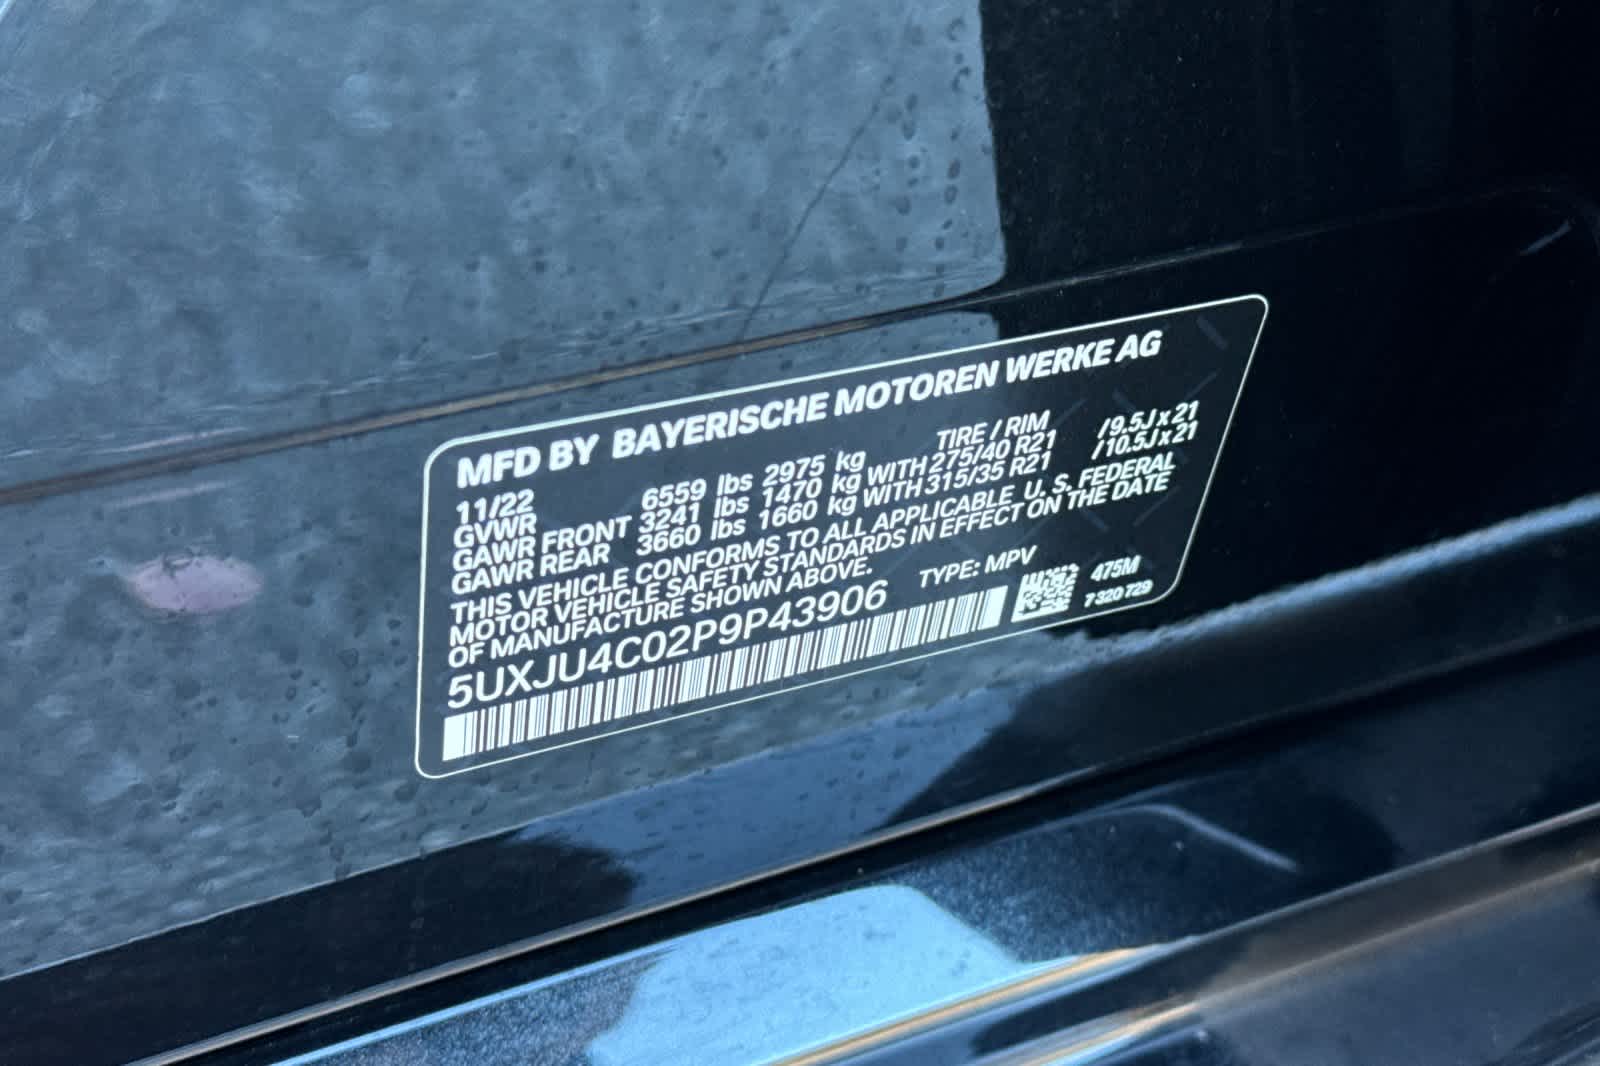 MFD BY BAYERISCHE MOTOREN WERKE AG
11/22 TIRE / RIM
GVWR 6559 lbs 2975 kg
GAWR FRONT 3241 lbs 1470 kg WITH 275/40 R21 / 9.5J x 21
GAWR REAR 3660 lbs 1660 kg WITH 315/35 R21 / 10.5J x 21
THIS VEHICLE CONFORMS TO ALL APPLICABLE U. S. FEDERAL
MOTOR VEHICLE SAFETY STANDARDS IN EFFECT ON THE DATE
OF MANUFACTURE SHOWN ABOVE.
5UXJU4C02P9P43906 TYPE: MPV
475M
7 320 729